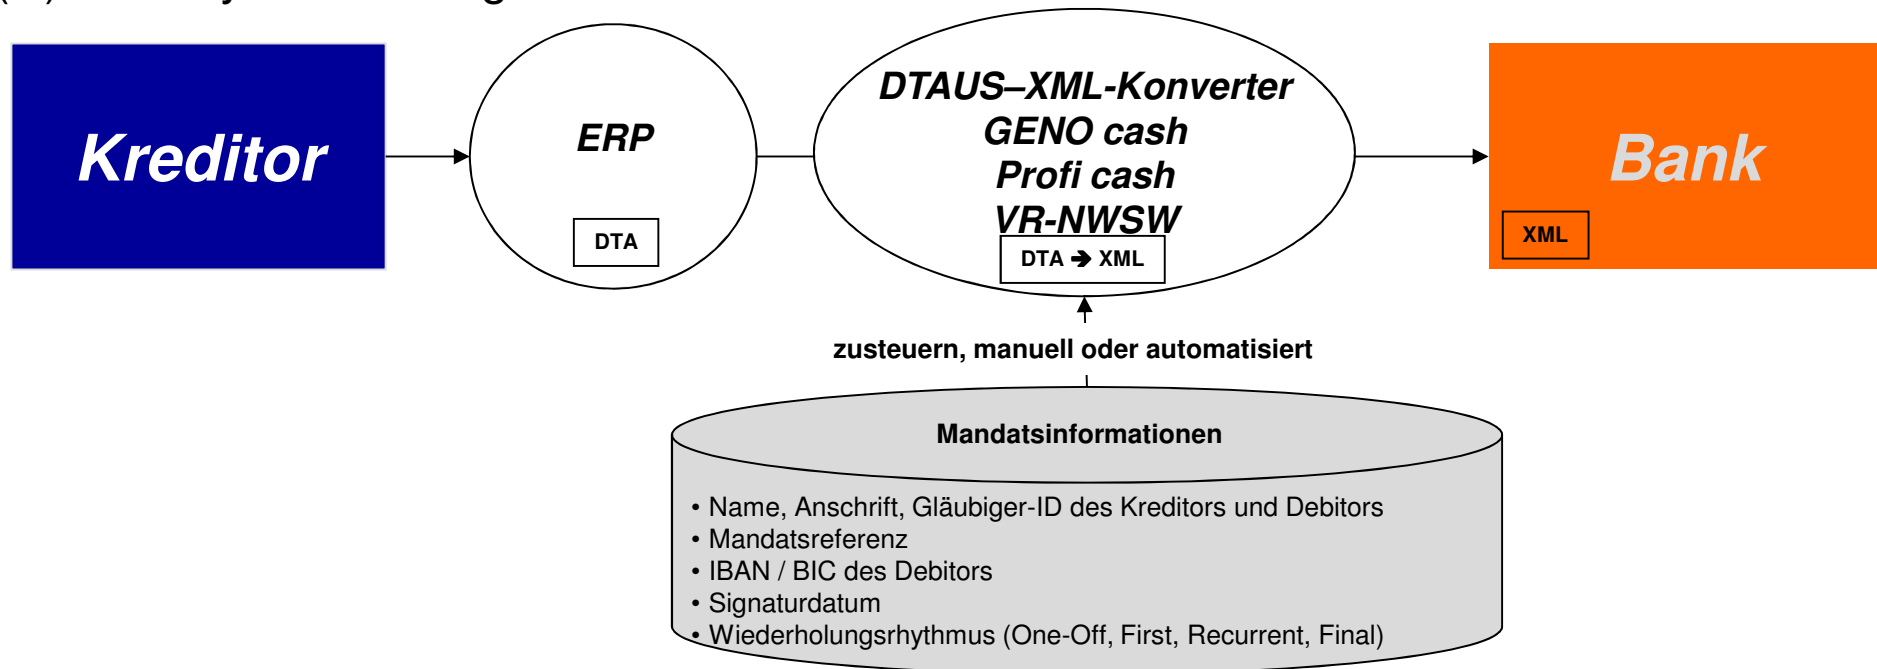 Kreditor
ERP
DTA
DTAUS–XML-Konverter
GENO cash
Profi cash
VR-NWSW
DTA ➔ XML
Bank
XML
zusteuern, manuell oder automatisiert
Mandatsinformationen
• Name, Anschrift, Gläubiger-ID des Kreditors und Debitors
• Mandatsreferenz
• IBAN / BIC des Debitors
• Signaturdatum
• Wiederholungsrhythmus (One-Off, First, Recurrent, Final)